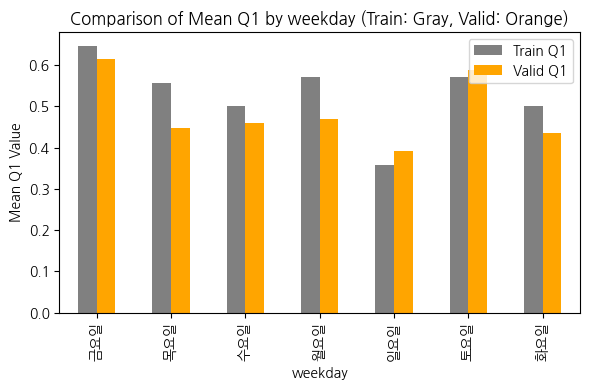 Comparison of Mean Q1 by weekday (Train: Gray, Valid: Orange)
Train Q1
Valid Q1
Mean Q1 Value
0.6
0.5
0.4
0.3
0.2
0.1
0.0
금요일
목요일
수요일
월요일
일요일
토요일
화요일
weekday